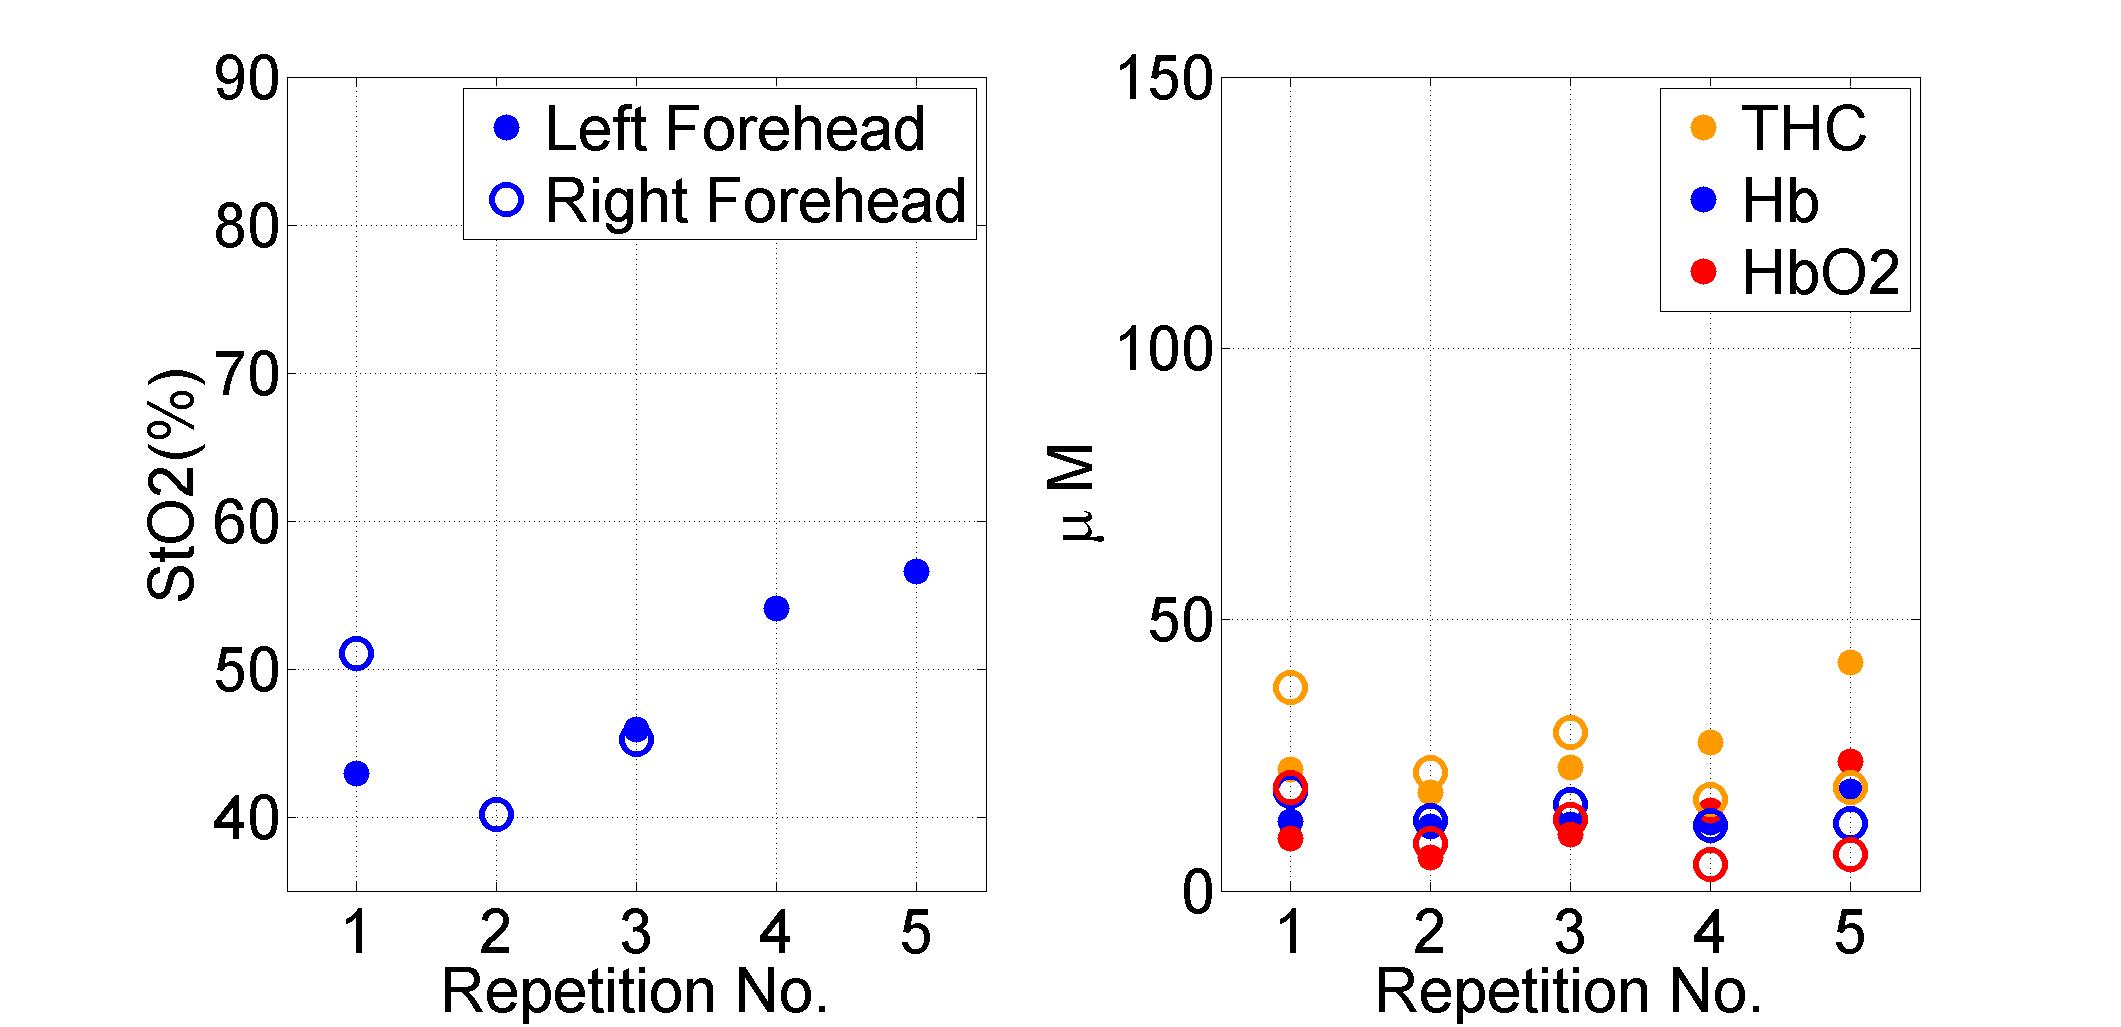 90
80
70
60
50
40
StO2(%)
Left Forehead
Right Forehead
1 2 3 4 5
Repetition No.
150
100
50
0
μ M
THC
Hb
HbO2
1 2 3 4 5
Repetition No.